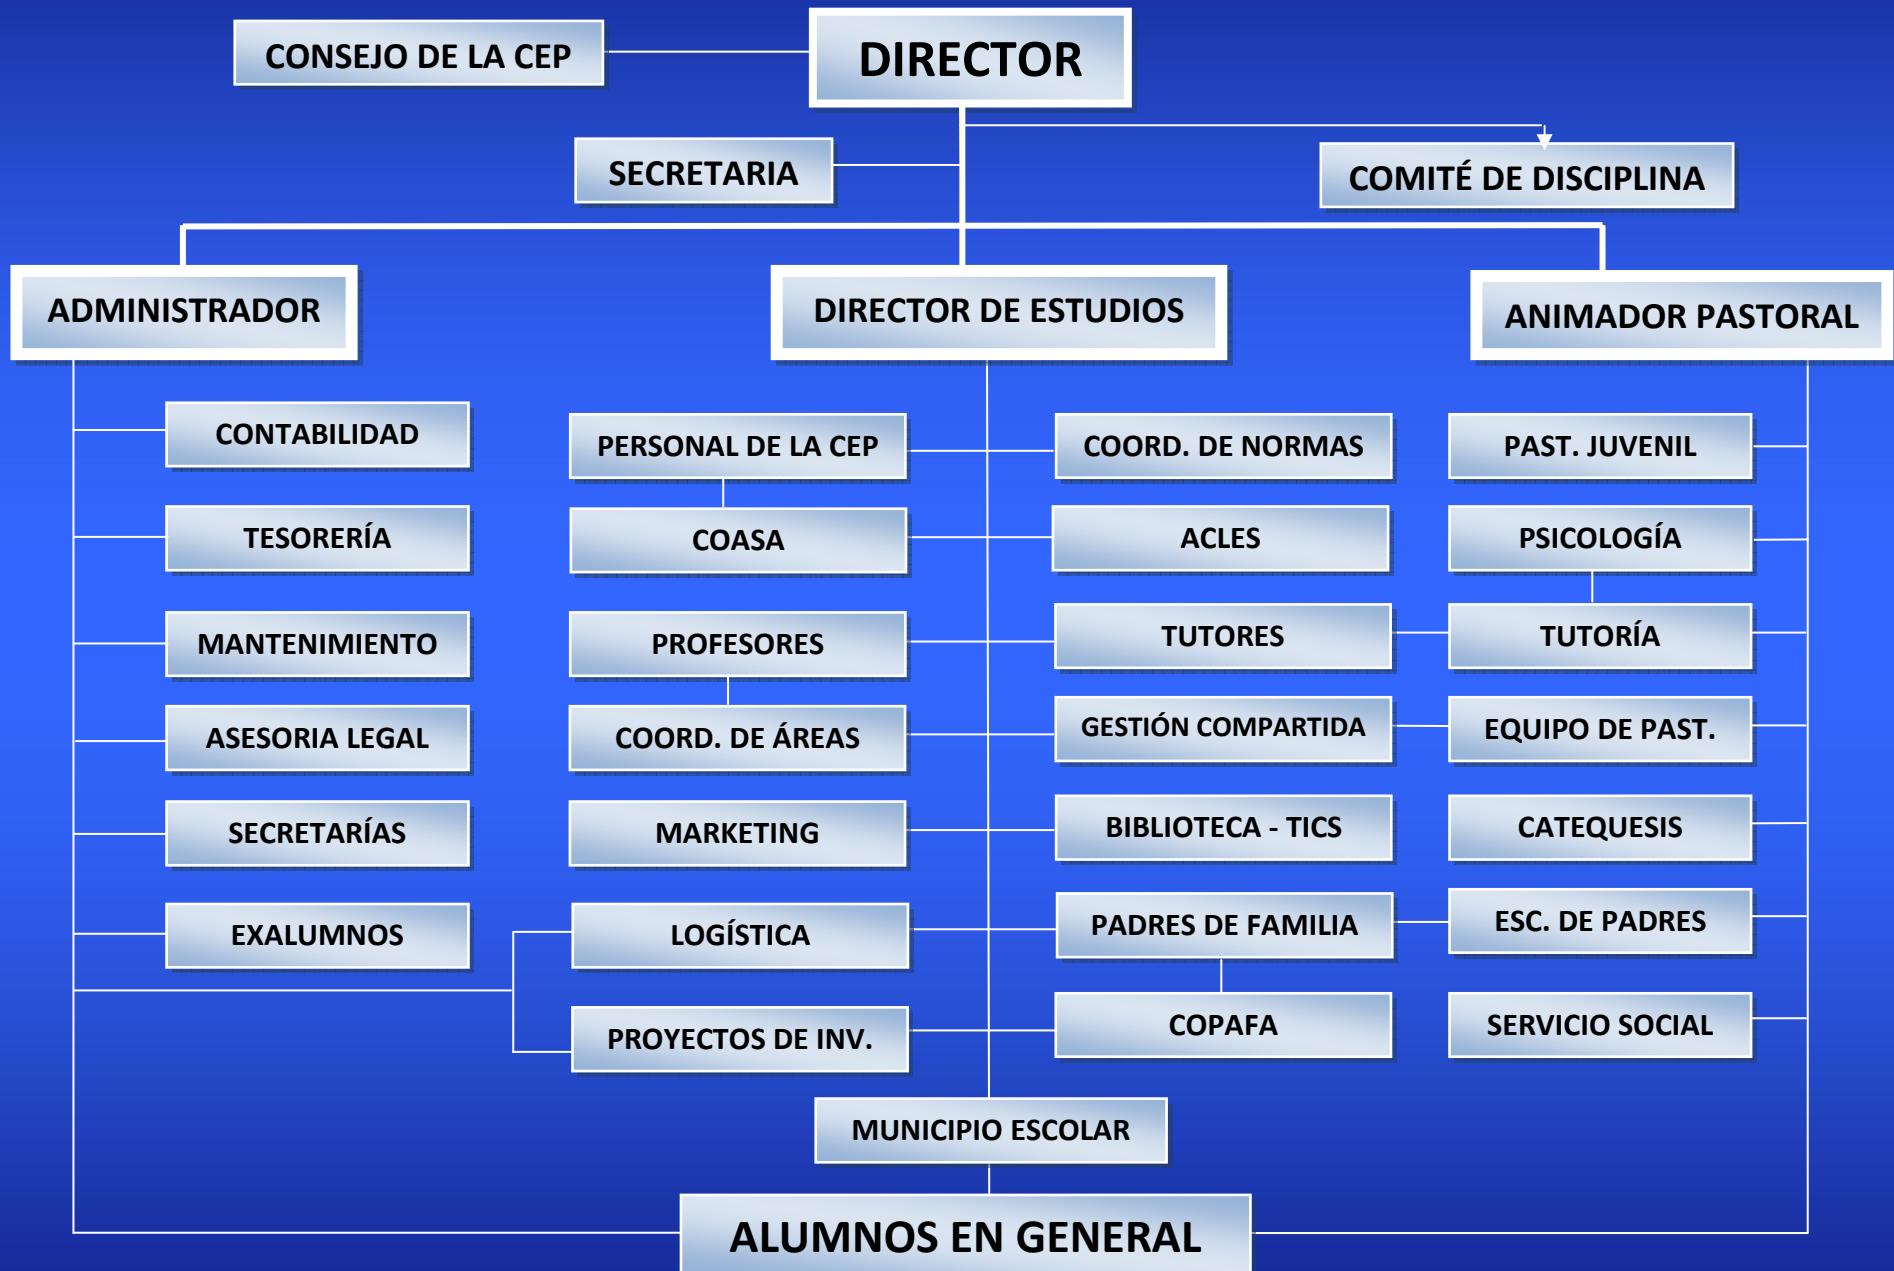 CONSEJO DE LA CEP
DIRECTOR
SECRETARIA
COMITÉ DE DISCIPLINA
ADMINISTRADOR
DIRECTOR DE ESTUDIOS
ANIMADOR PASTORAL
CONTABILIDAD
PERSONAL DE LA CEP
COORD. DE NORMAS
PAST. JUVENIL
TESORERÍA
COASA
ACLES
PSICOLOGÍA
MANTENIMIENTO
PROFESORES
TUTORES
TUTORÍA
ASESORIA LEGAL
COORD. DE ÁREAS
GESTIÓN COMPARTIDA
EQUIPO DE PAST.
SECRETARÍAS
MARKETING
BIBLIOTECA - TICS
CATEQUESIS
EXALUMNOS
LOGÍSTICA
PADRES DE FAMILIA
ESC. DE PADRES
PROYECTOS DE INV.
COPAFA
SERVICIO SOCIAL
MUNICIPIO ESCOLAR
ALUMNOS EN GENERAL